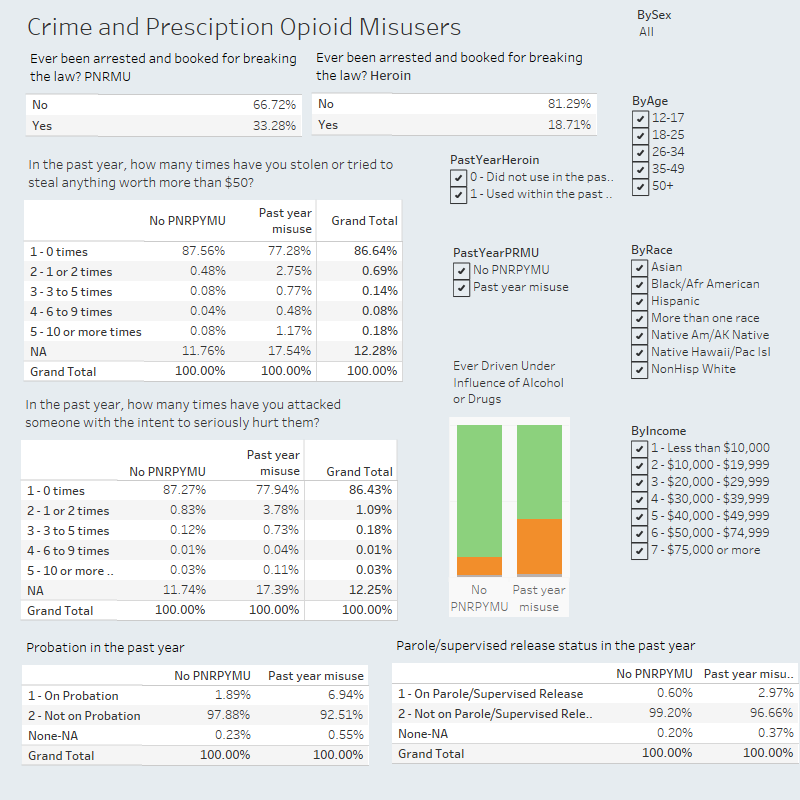 Crime and Presciption Opioid Misusers
BySex
All
Ever been arrested and booked for breaking
the law? PNRMU
No 66.72%
Yes 33.28%
Ever been arrested and booked for breaking
the law? Heroin
No 81.29%
Yes 18.71%
ByAge
12-17
18-25
26-34
35-49
50+
In the past year, how many times have you stolen or tried to
steal anything worth more than $50?
No PNRPYMU Past year misuse Grand Total
1 - 0 times 87.56% 77.28% 86.64%
2 - 1 or 2 times 0.48% 2.75% 0.69%
3 - 3 to 5 times 0.08% 0.77% 0.14%
4 - 6 to 9 times 0.04% 0.48% 0.08%
5 - 10 or more times 0.08% 1.17% 0.18%
NA 11.76% 17.54% 12.28%
Grand Total 100.00% 100.00% 100.00%
PastYearHeroin
0 - Did not use in the pas..
1 - Used within the past ..
PastYearPRMU
No PNRPYMU
Past year misuse
ByRace
Asian
Black/Afr American
Hispanic
More than one race
Native Am/AK Native
Native Hawaii/Pac Isl
NonHisp White
In the past year, how many times have you attacked
someone with the intent to seriously hurt them?
No PNRPYMU Past year misuse Grand Total
1 - 0 times 87.27% 77.94% 86.43%
2 - 1 or 2 times 0.83% 3.78% 1.09%
3 - 3 to 5 times 0.12% 0.73% 0.18%
4 - 6 to 9 times 0.01% 0.04% 0.01%
5 - 10 or more .. 0.03% 0.11% 0.03%
NA 11.74% 17.39% 12.25%
Grand Total 100.00% 100.00% 100.00%
Ever Driven Under
Influence of Alcohol
or Drugs
No PNRPYMU
Past year misuse
ByIncome
1 - Less than $10,000
2 - $10,000 - $19,999
3 - $20,000 - $29,999
4 - $30,000 - $39,999
5 - $40,000 - $49,999
6 - $50,000 - $74,999
7 - $75,000 or more
Probation in the past year
No PNRPYMU Past year misuse
1 - On Probation 1.89% 6.94%
2 - Not on Probation 97.88% 92.51%
None-NA 0.23% 0.55%
Grand Total 100.00% 100.00%
Parole/supervised release status in the past year
No PNRPYMU Past year misu..
1 - On Parole/Supervised Release 0.60% 2.97%
2 - Not on Parole/Supervised Rele.. 99.20% 96.66%
None-NA 0.20% 0.37%
Grand Total 100.00% 100.00%